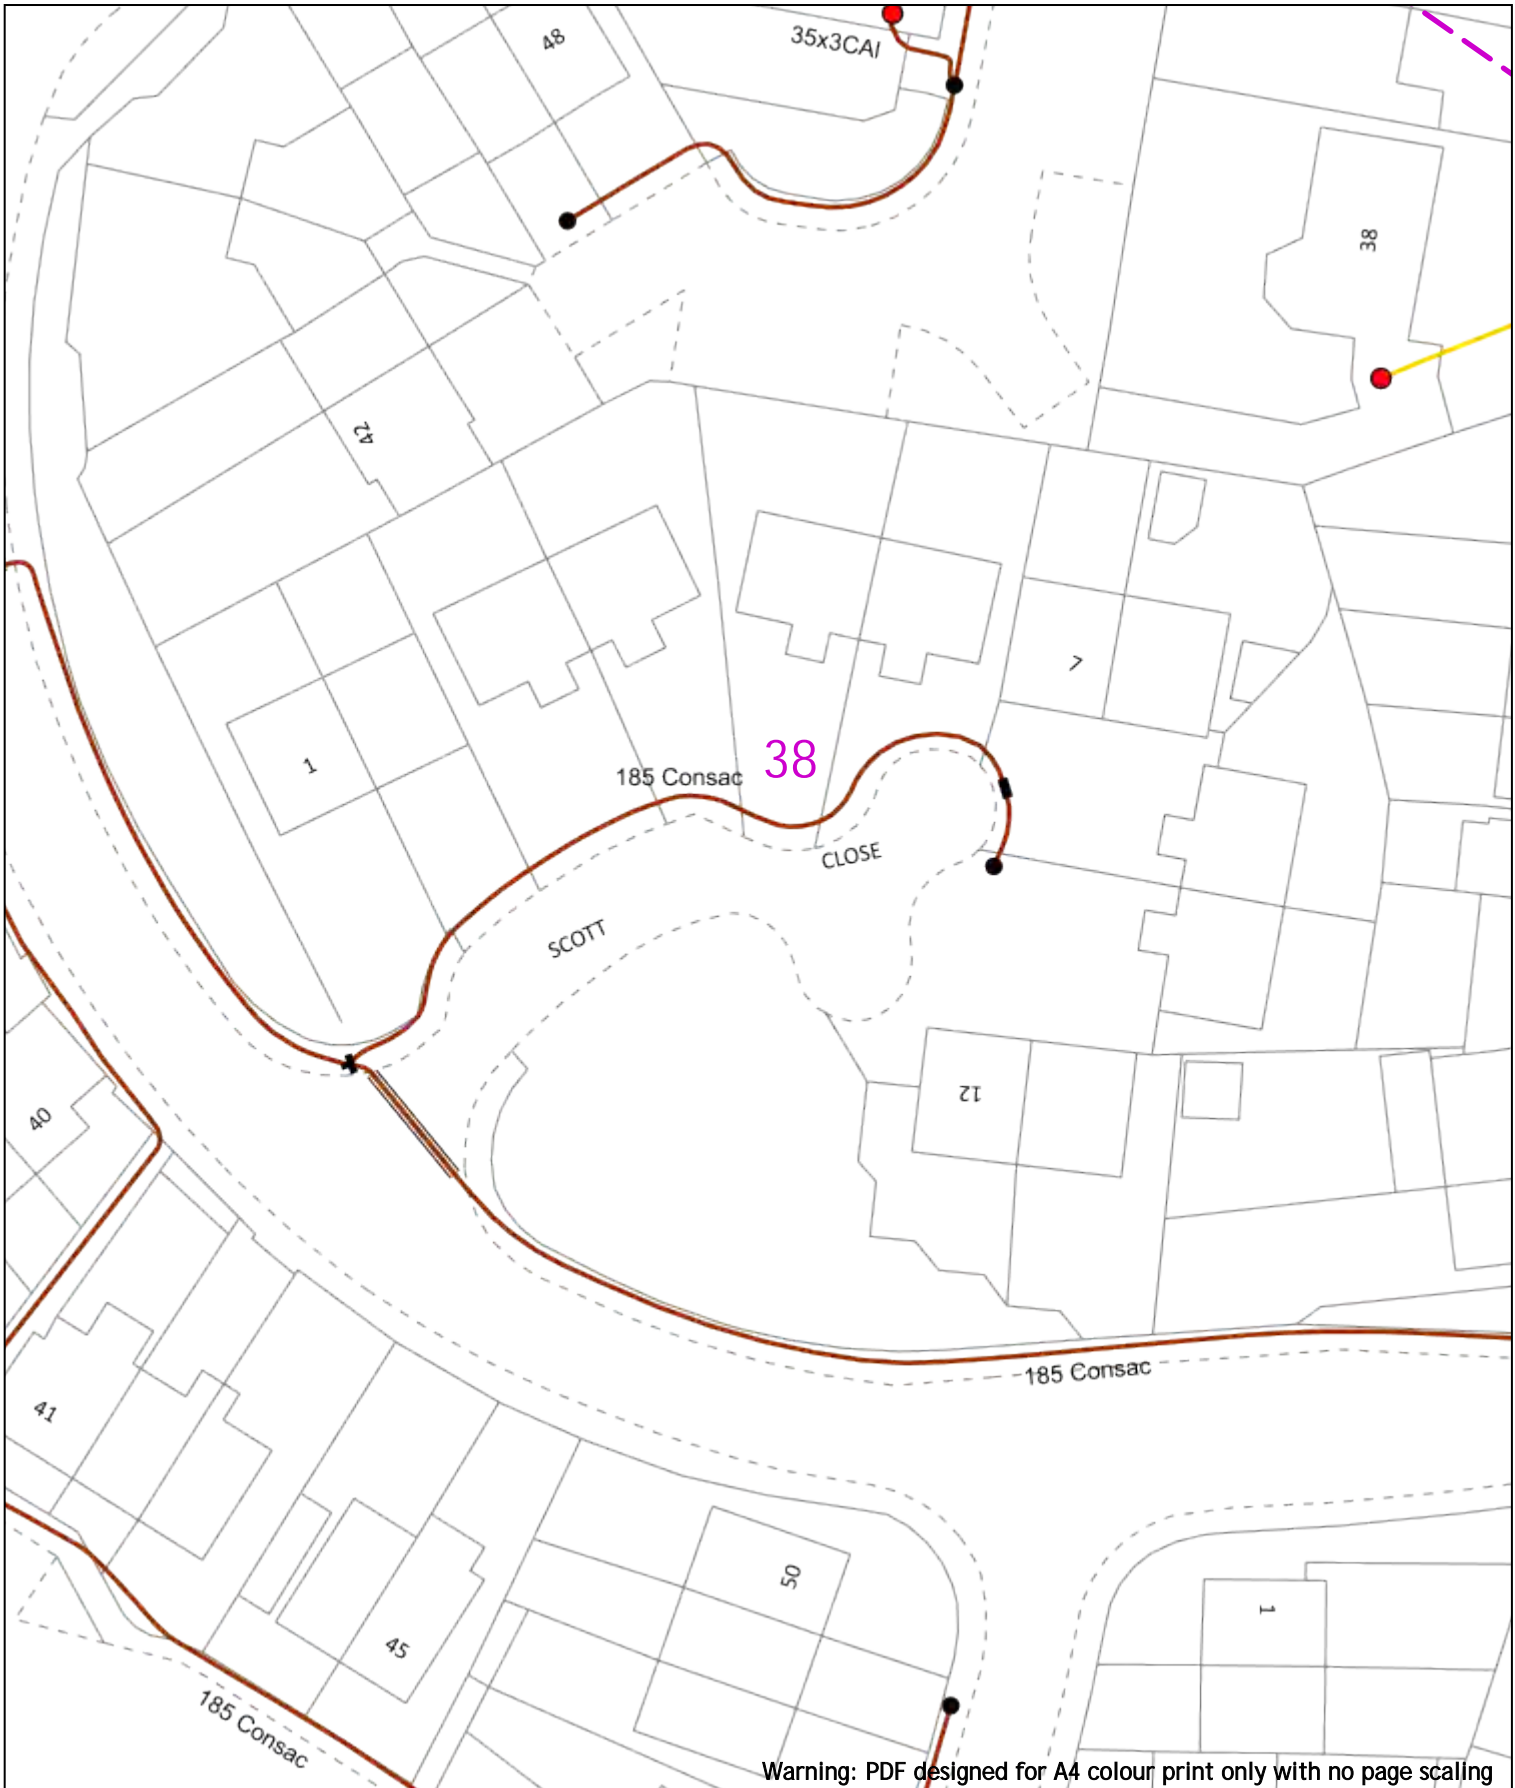 48
35x3CAI
38
42
7
1
185 Consac
38
CLOSE
SCOTT
12
40
185 Consac
41
50
1
45
185 Consac
Warning: PDF designed for A4 colour print only with no page scaling